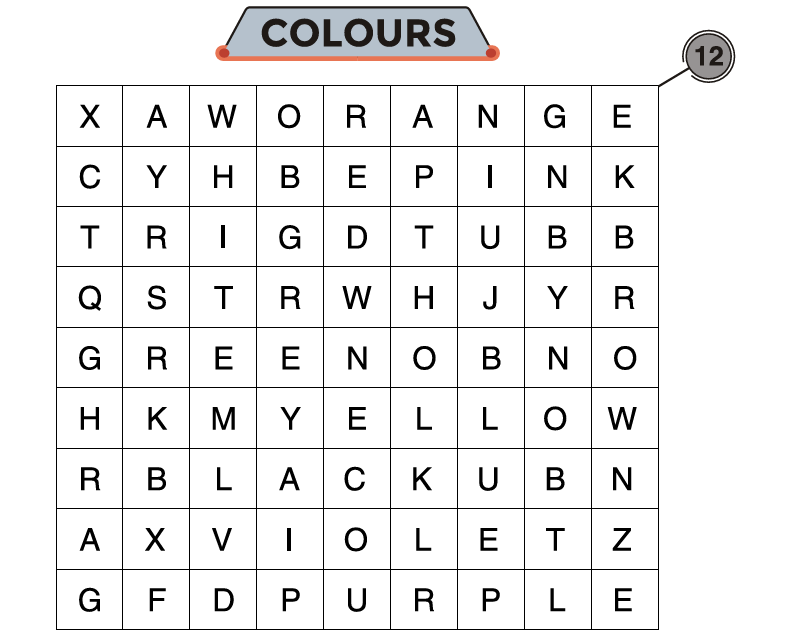 COLOURS
12
X A W O R A N G E
C Y H B E P I N K
T R I G D T U B B
Q S T R W H J Y R
G R E E N O B N O
H K M Y E L L O W
R B L A C K U B N
A X V I O L E T Z
G F D P U R P L E